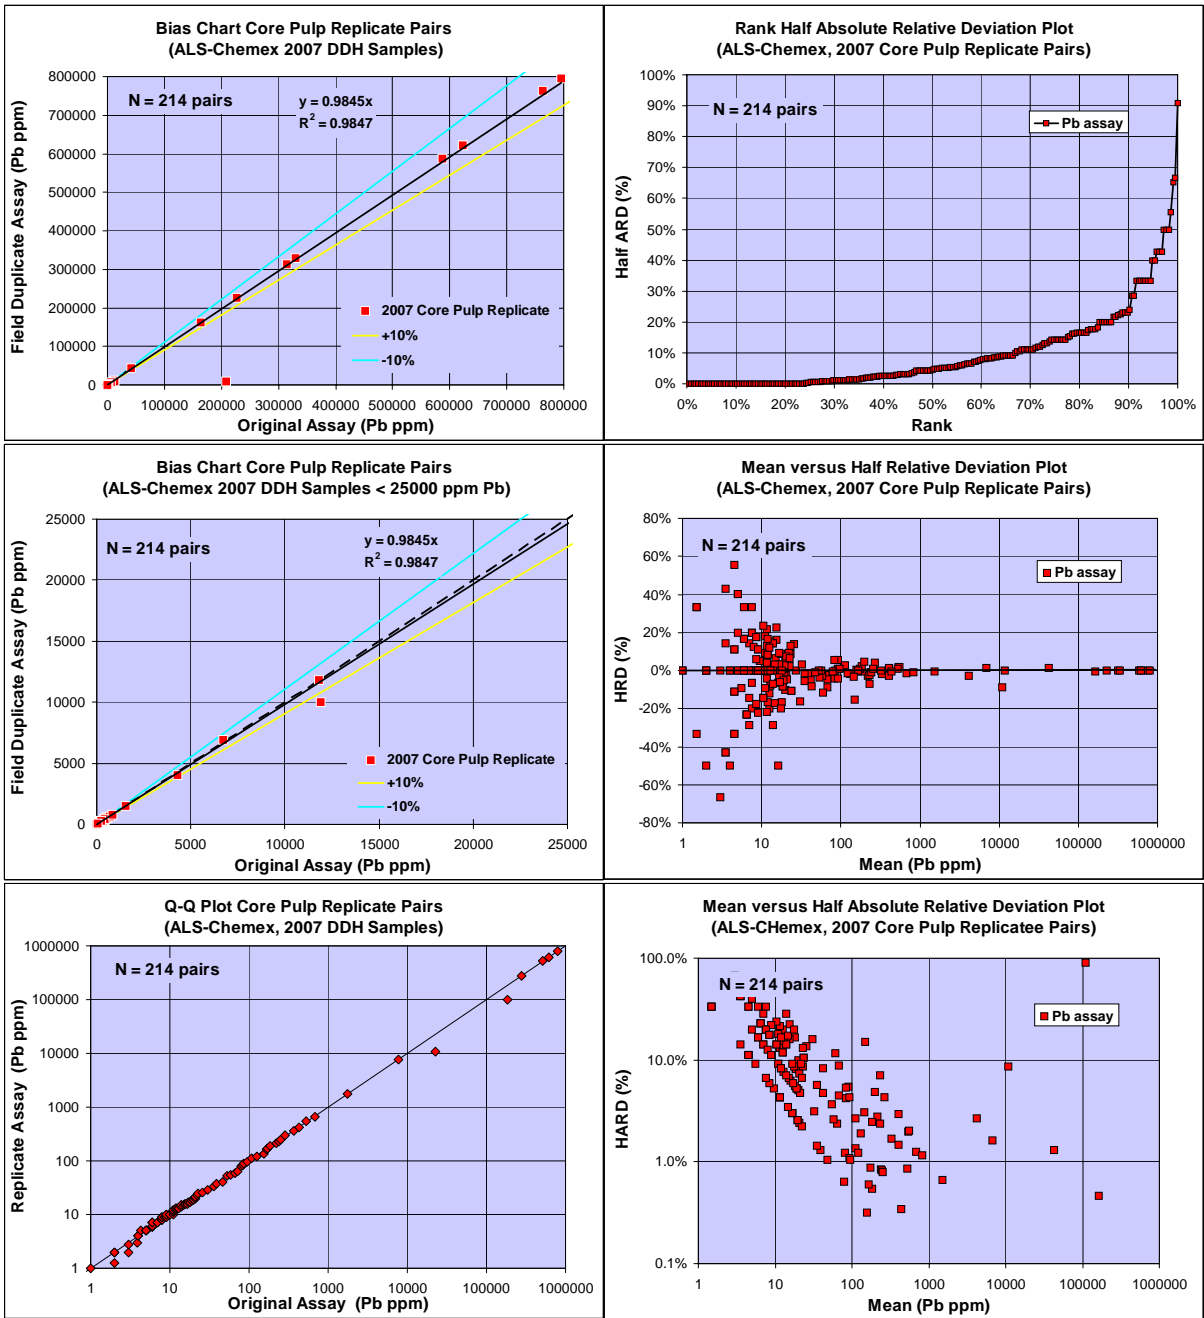 Bias Chart Core Pulp Replicate Pairs
(ALS-Chemex 2007 DDH Samples)
800000
700000
600000
500000
400000
300000
200000
100000
0
N = 214 pairs
y = 0.9845x
R² = 0.9847
2007 Core Pulp Replicate
+10%
-10%
0 100000 200000 300000 400000 500000 600000 700000 800000
Original Assay (Pb ppm)
Field Duplicate Assay (Pb ppm)
Rank Half Absolute Relative Deviation Plot
(ALS-Chemex, 2007 Core Pulp Replicate Pairs)
100%
90%
80%
70%
60%
50%
40%
30%
20%
10%
0%
N = 214 pairs
Pb assay
0% 10% 20% 30% 40% 50% 60% 70% 80% 90% 100%
Rank
Half ARD (%)
Bias Chart Core Pulp Replicate Pairs
(ALS-Chemex 2007 DDH Samples < 25000 ppm Pb)
25000
20000
15000
10000
5000
0
N = 214 pairs
y = 0.9845x
R² = 0.9847
2007 Core Pulp Replicate
+10%
-10%
0 5000 10000 15000 20000 25000
Original Assay (Pb ppm)
Field Duplicate Assay (Pb ppm)
Mean versus Half Relative Deviation Plot
(ALS-Chemex, 2007 Core Pulp Replicate Pairs)
80%
60%
40%
20%
0%
-20%
-40%
-60%
-80%
N = 214 pairs
Pb assay
1 10 100 1000 10000 100000 1000000
Mean (Pb ppm)
HRD (%)
Q-Q Plot Core Pulp Replicate Pairs
(ALS-Chemex, 2007 DDH Samples)
1000000
100000
10000
1000
100
10
1
N = 214 pairs
1 10 100 1000 10000 100000 1000000
Original Assay (Pb ppm)
Replicate Assay (Pb ppm)
Mean versus Half Absolute Relative Deviation Plot
(ALS-CHemex, 2007 Core Pulp Replicatee Pairs)
100.0%
10.0%
1.0%
0.1%
N = 214 pairs
Pb assay
1 10 100 1000 10000 100000 1000000
Mean (Pb ppm)
HARD (%)